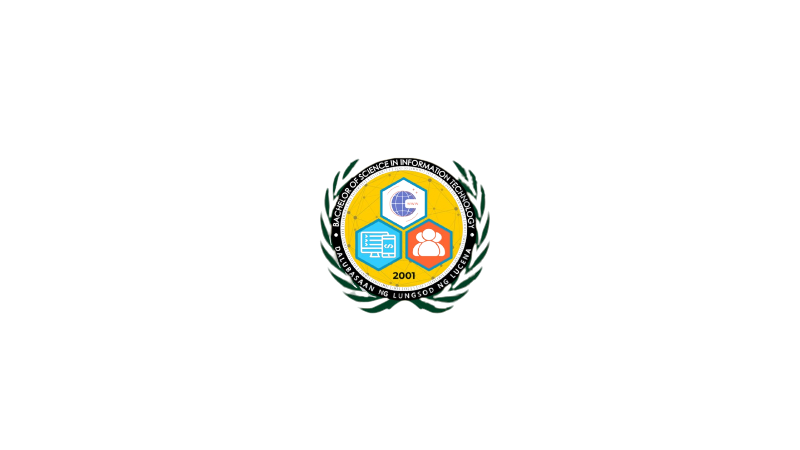 BACHELOR OF SCIENCE IN INFORMATION TECHNOLOGY
2001
DALUBASAAN NG LUNGSOD NG LUCENA